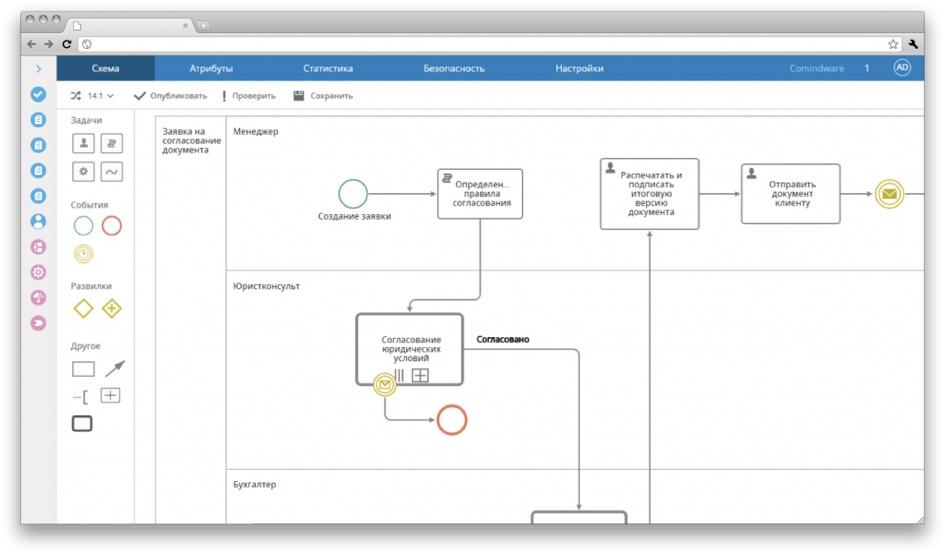 Схема
Атрибуты
Статистика
Безопасность
Настройки
Comindware
1
AD
14.1
Опубликовать
Проверить
Сохранить
Задачи
События
Развилки
Другое
Заявка на
согласование
документа
Менеджер
Создание заявки
Определен...
правила
согласования
Распечатать и
подписать
итоговую
версию
документа
Отправить
документ
клиенту
Юристконсульт
Согласование
юридических
условий
Согласовано
Бухгалтер